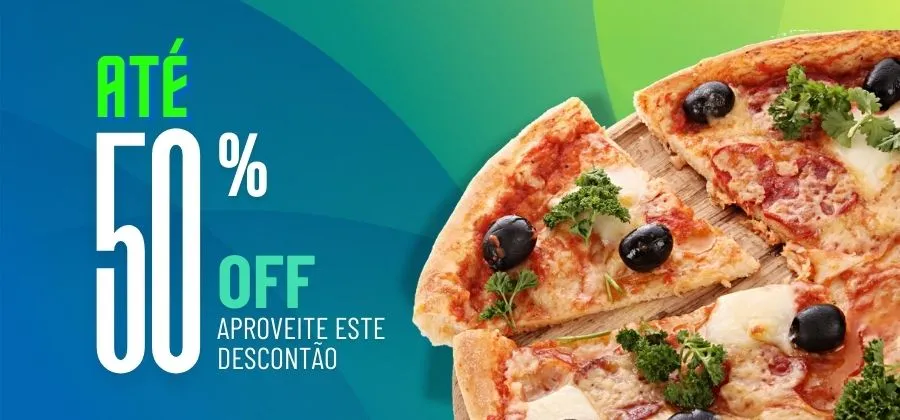 ATÉ
50%
OFF
APROVEITE ESTE
DESCONTÃO